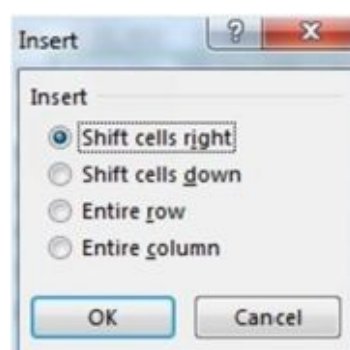 Insert
Insert
Shift cells right
Shift cells down
Entire row
Entire column
OK
Cancel